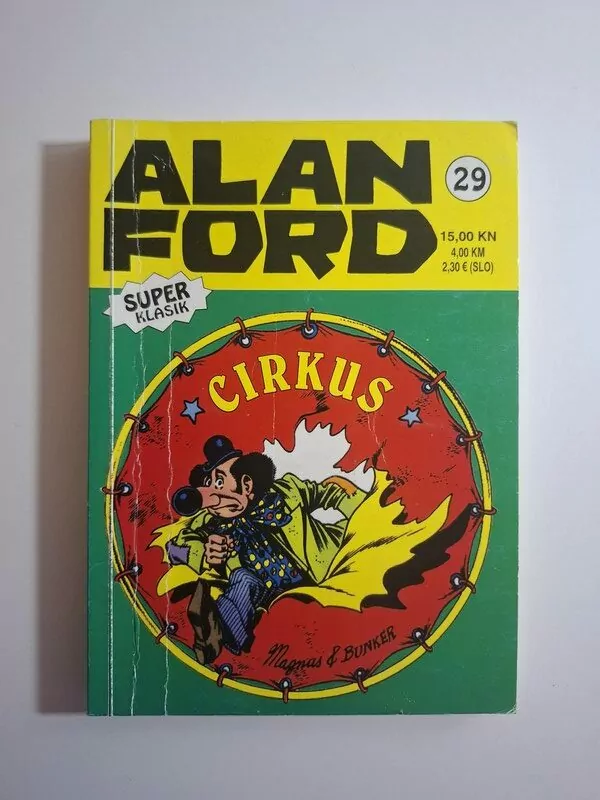 ALAN
FORD
29
15,00 KN
4,00 KM
2,30 € (SLO)
SUPER
KLASIK
CIRKUS
Magnus & BUNKER